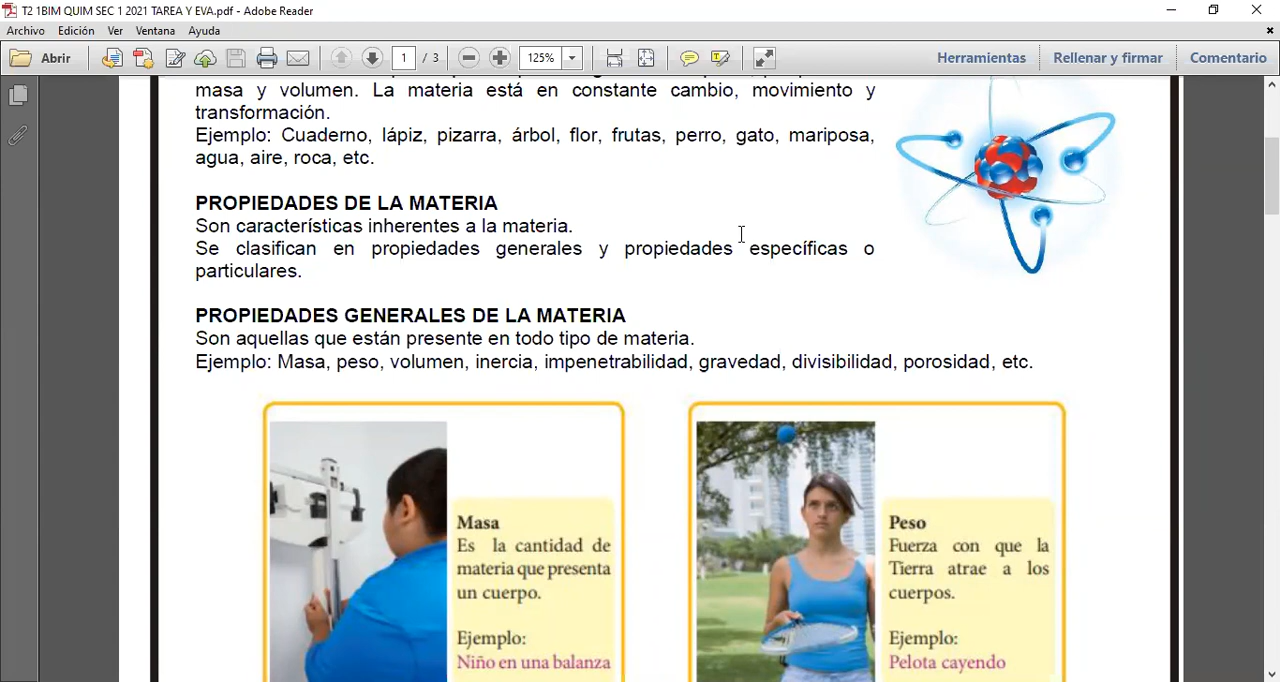 T2 1BIM QUIM SEC 1 2021 TAREA Y EVA.pdf - Adobe Reader
Archivo Edición Ver Ventana Ayuda
Abrir 1 / 3 125% Herramientas Rellenar y firmar Comentario
masa y volumen. La materia está en constante cambio, movimiento y
transformación.
Ejemplo: Cuaderno, lápiz, pizarra, árbol, flor, frutas, perro, gato, mariposa,
agua, aire, roca, etc.
PROPIEDADES DE LA MATERIA
Son características inherentes a la materia.
Se clasifican en propiedades generales y propiedades específicas o
particulares.
PROPIEDADES GENERALES DE LA MATERIA
Son aquellas que están presente en todo tipo de materia.
Ejemplo: Masa, peso, volumen, inercia, impenetrabilidad, gravedad, divisibilidad, porosidad, etc.
Masa
Es la cantidad de
materia que presenta
un cuerpo.
Ejemplo:
Niño en una balanza
Peso
Fuerza con que la
Tierra atrae a los
cuerpos.
Ejemplo:
Pelota cayendo